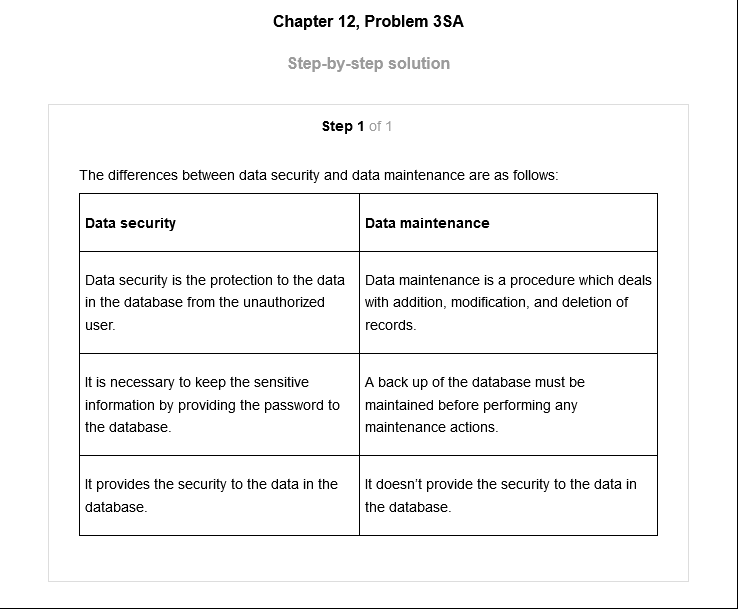 Chapter 12, Problem 3SA
Step-by-step solution
Step 1 of 1
The differences between data security and data maintenance are as follows:
Data security
Data maintenance
Data security is the protection to the data
in the database from the unauthorized
user.
Data maintenance is a procedure which deals
with addition, modification, and deletion of
records.
It is necessary to keep the sensitive
information by providing the password to
the database.
A back up of the database must be
maintained before performing any
maintenance actions.
It provides the security to the data in the
database.
It doesn’t provide the security to the data in
the database.